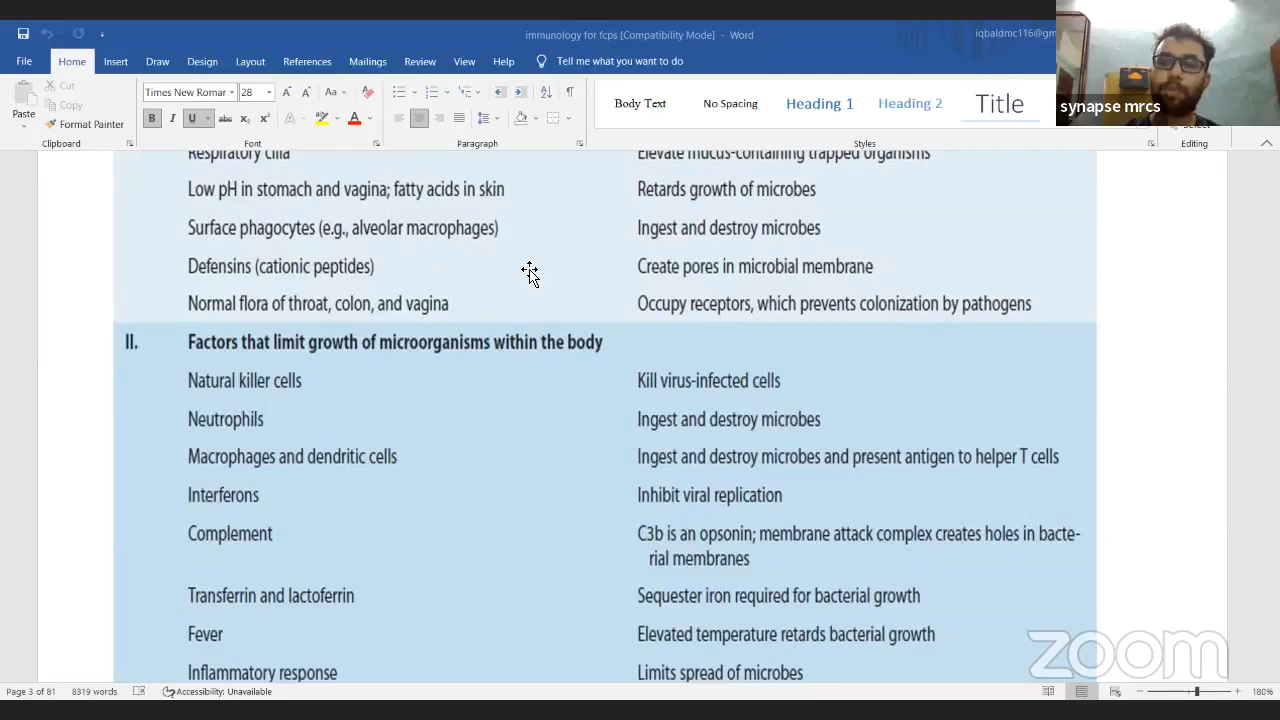 immunology for fcps [Compatibility Mode] - Word
iqbaldmc116@gm
File Home Insert Draw Design Layout References Mailings Review View Help Tell me what you want to do
Paste
Cut
Copy
Format Painter
Clipboard
Times New Romar 28
Font
Paragraph
Body Text
No Spacing
Heading 1
Heading 2
Title
Styles
Editing
synapse mrcs
Respiratory cilia Elevate mucus-containing trapped organisms
Low pH in stomach and vagina; fatty acids in skin Retards growth of microbes
Surface phagocytes (e.g., alveolar macrophages) Ingest and destroy microbes
Defensins (cationic peptides) Create pores in microbial membrane
Normal flora of throat, colon, and vagina Occupy receptors, which prevents colonization by pathogens
II. Factors that limit growth of microorganisms within the body
Natural killer cells Kill virus-infected cells
Neutrophils Ingest and destroy microbes
Macrophages and dendritic cells Ingest and destroy microbes and present antigen to helper T cells
Interferons Inhibit viral replication
Complement C3b is an opsonin; membrane attack complex creates holes in bacte-
rial membranes
Transferrin and lactoferrin Sequester iron required for bacterial growth
Fever Elevated temperature retards bacterial growth
Inflammatory response Limits spread of microbes
zoom
Page 3 of 81 8319 words Accessibility: Unavailable 180%